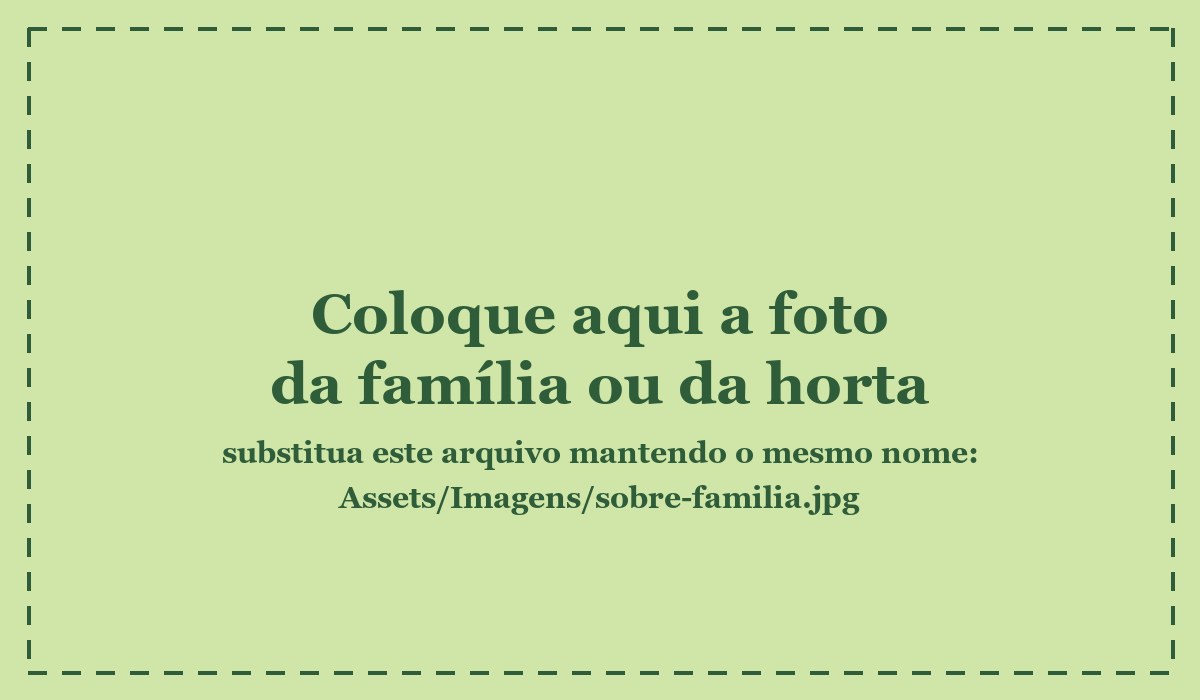 Coloque aqui a foto
da família ou da horta
substitua este arquivo mantendo o mesmo nome:
Assets/Imagens/sobre-familia.jpg